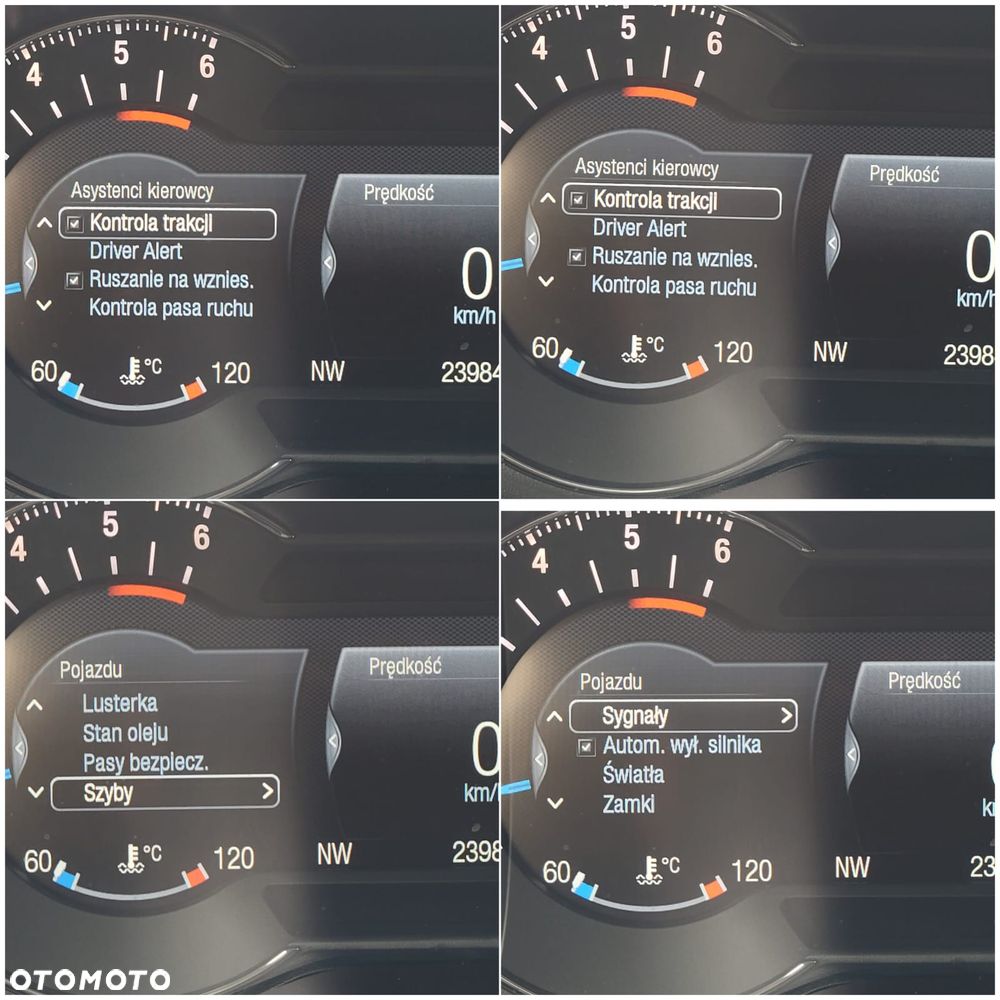 4 5 6
Asystenci kierowcy
Kontrola trakcji
Driver Alert
Ruszanie na wznies.
Kontrola pasa ruchu
60 °C 120
Prędkość
0
km/h
NW 23984
4 5 6
Asystenci kierowcy
Kontrola trakcji
Driver Alert
Ruszanie na wznies.
Kontrola pasa ruchu
60 °C 120
Prędkość
0
km/h
NW 2398
4 5 6
Pojazdu
Lusterka
Stan oleju
Pasy bezpiecz.
Szyby
60 °C 120
Prędkość
0
km/
NW 2398
4 5 6
Pojazdu
Sygnały
Autom. wył. silnika
Światła
Zamki
60 °C 120
Prędkość
NW 23
OTOMOTO